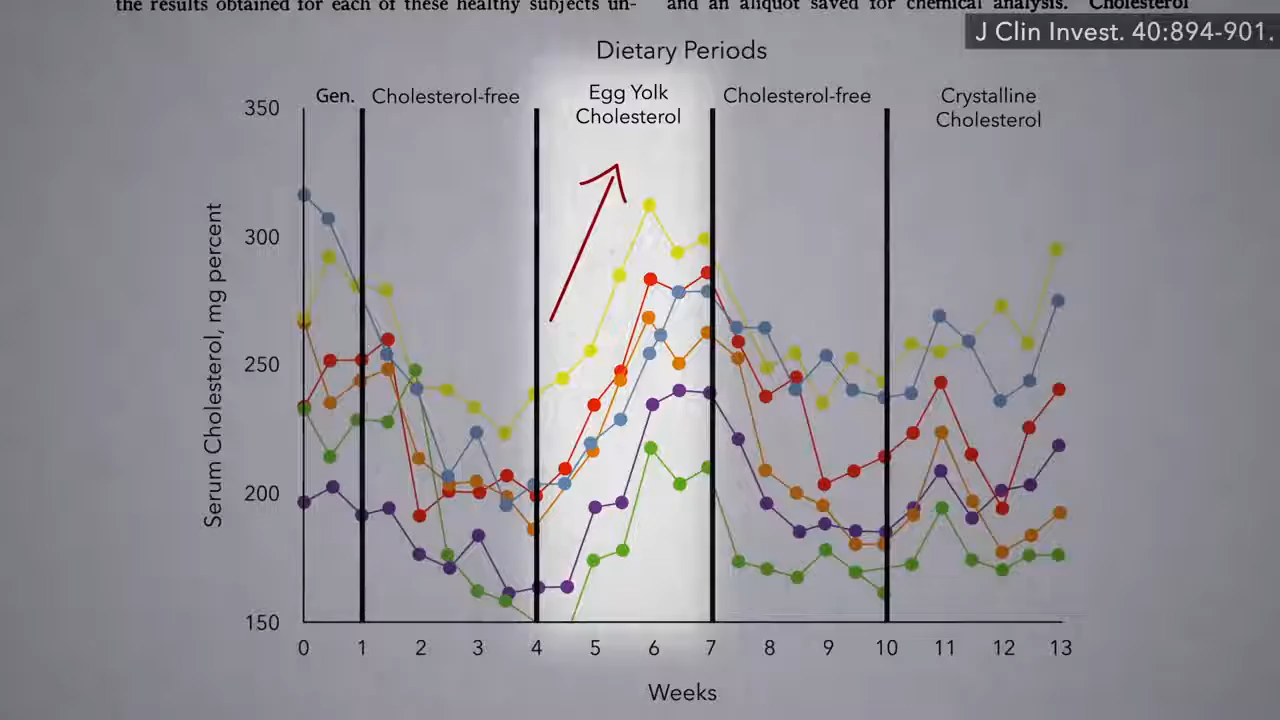 the results obtained for each of these healthy subjects un-
and an aliquot saved for chemical analysis. Cholesterol
J Clin Invest. 40:894-901.
Dietary Periods
Gen.
Cholesterol-free
Egg Yolk
Cholesterol
Cholesterol-free
Crystalline
Cholesterol
350
300
250
200
150
Serum Cholesterol, mg percent
0 1 2 3 4 5 6 7 8 9 10 11 12 13
Weeks